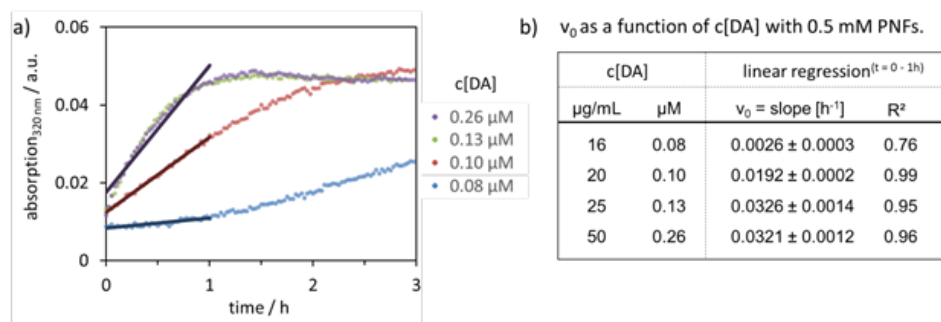 a)
0.06
0.04
0.02
0
absorption320 nm / a.u.
0 1 2 3
time / h
c[DA]
0.26 µM
0.13 µM
0.10 µM
0.08 µM
b) v₀ as a function of c[DA] with 0.5 mM PNFs.
c[DA] linear regression⁽ᵗ ⁼ ⁰ ⁻ ¹ʰ⁾
µg/mL µM v₀ = slope [h⁻¹] R²
16 0.08 0.0026 ± 0.0003 0.76
20 0.10 0.0192 ± 0.0002 0.99
25 0.13 0.0326 ± 0.0014 0.95
50 0.26 0.0321 ± 0.0012 0.96